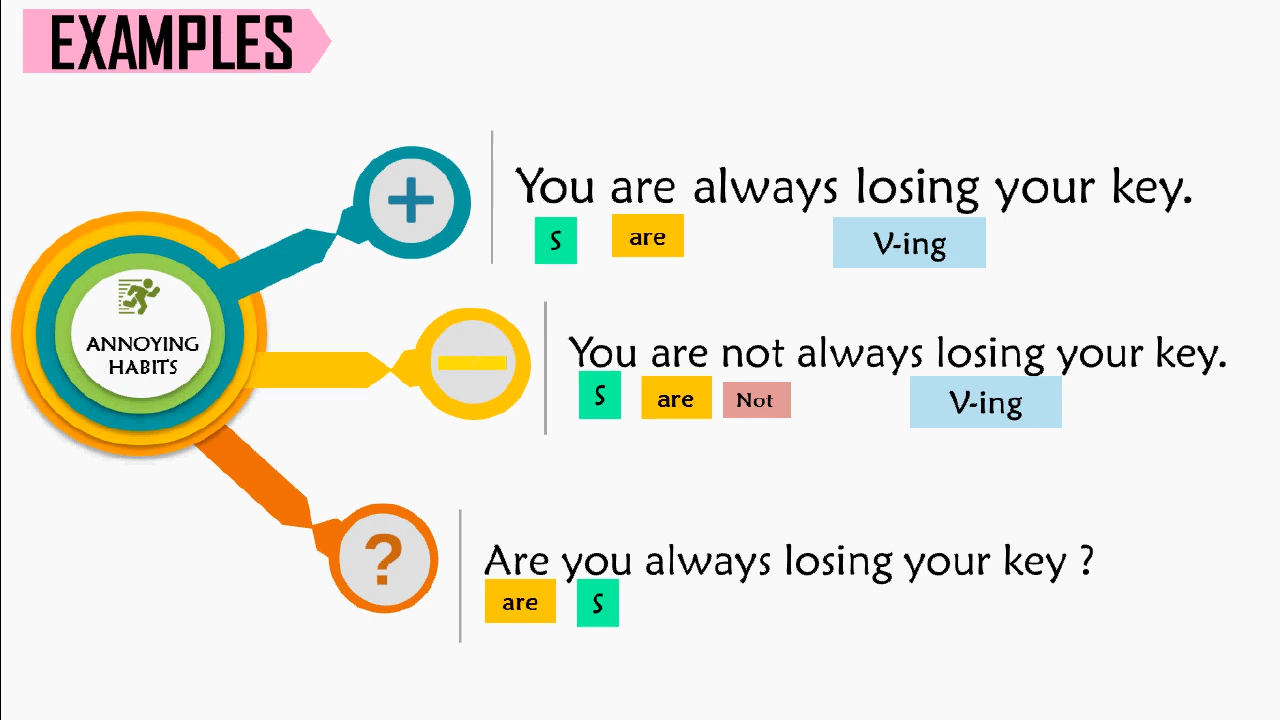 EXAMPLES
+
You are always losing your key.
S are V-ing
ANNOYING
HABITS
You are not always losing your key.
S are Not V-ing
?
Are you always losing your key ?
are S